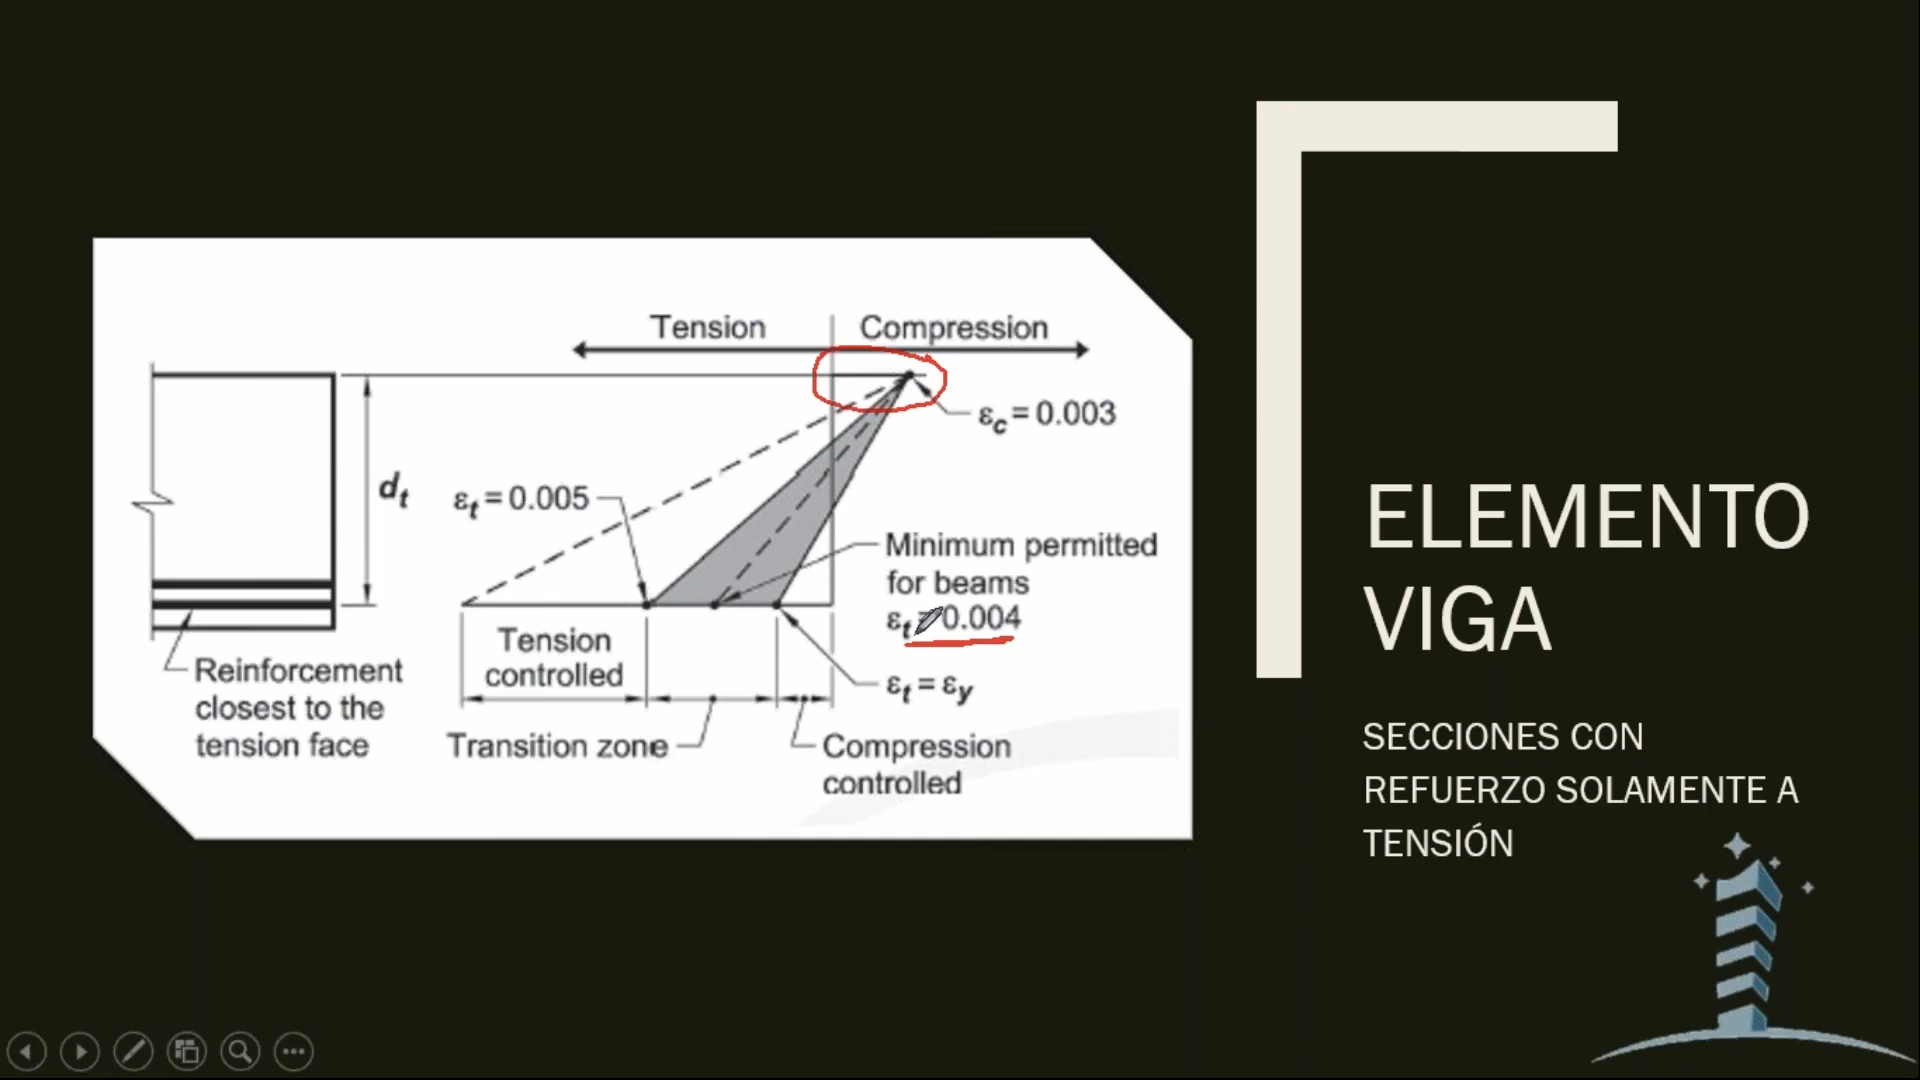 Tension
Compression
εc = 0.003
dt
εt = 0.005
Minimum permitted
for beams
εt = 0.004
Tension
controlled
εt = εy
Reinforcement
closest to the
tension face
Transition zone
Compression
controlled
ELEMENTO
VIGA
SECCIONES CON
REFUERZO SOLAMENTE A
TENSIÓN